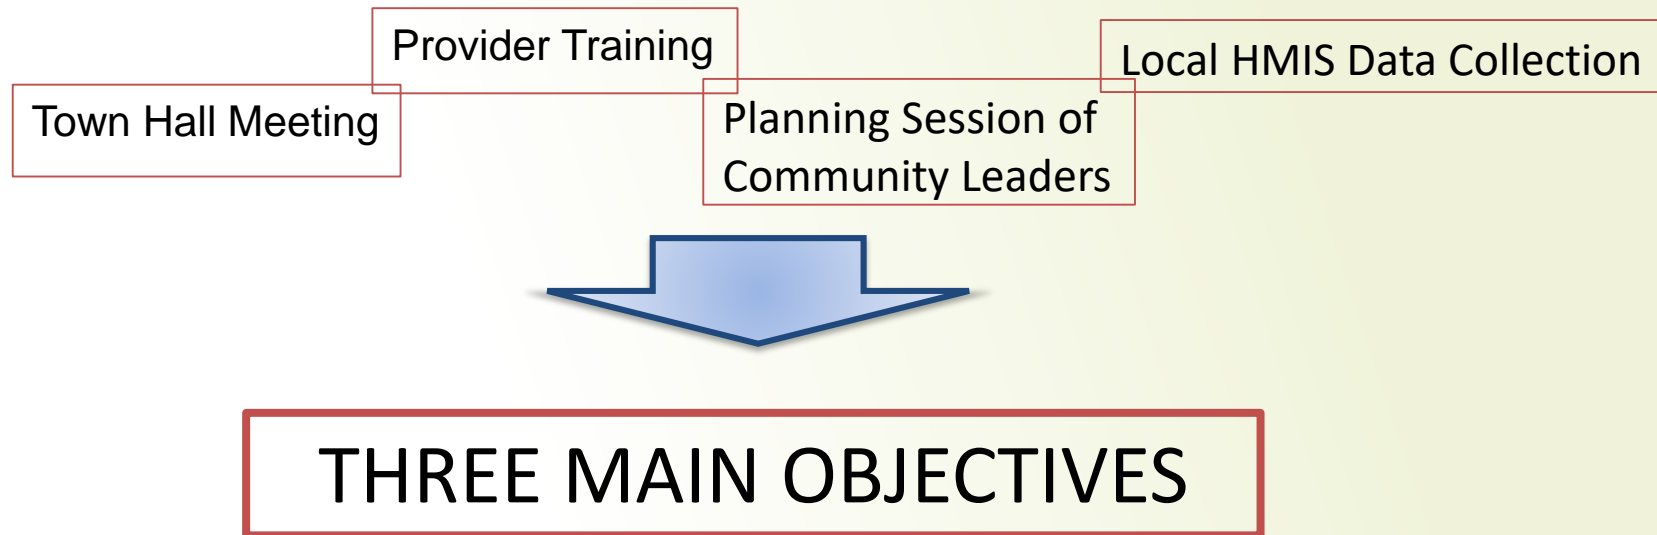 Provider Training
Local HMIS Data Collection
Town Hall Meeting
Planning Session of
Community Leaders
THREE MAIN OBJECTIVES